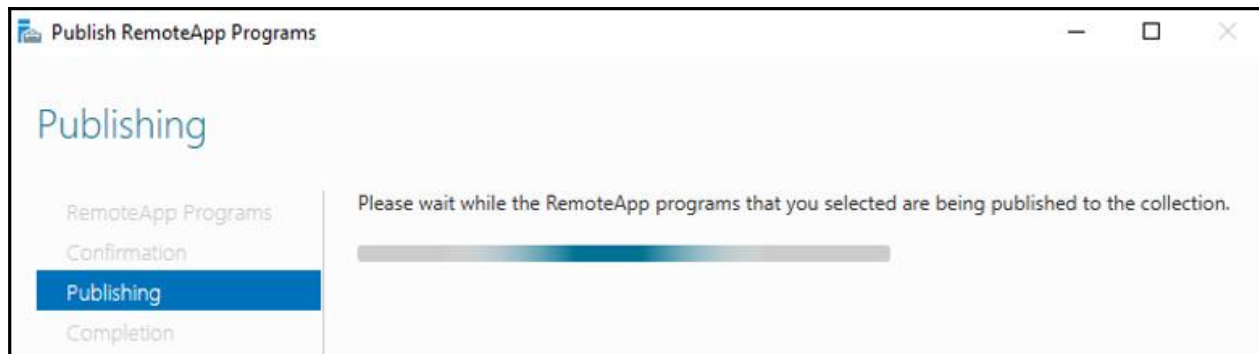 Publish RemoteApp Programs
Publishing
RemoteApp Programs
Confirmation
Publishing
Completion
Please wait while the RemoteApp programs that you selected are being published to the collection.